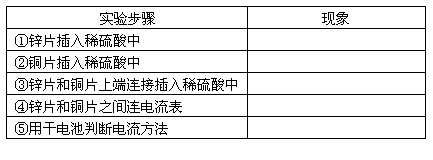 实验步骤 现象
①锌片插入稀硫酸中
②铜片插入稀硫酸中
③锌片和铜片上端连接插入稀硫酸中
④锌片和铜片之间连电流表
⑤用干电池判断电流方法